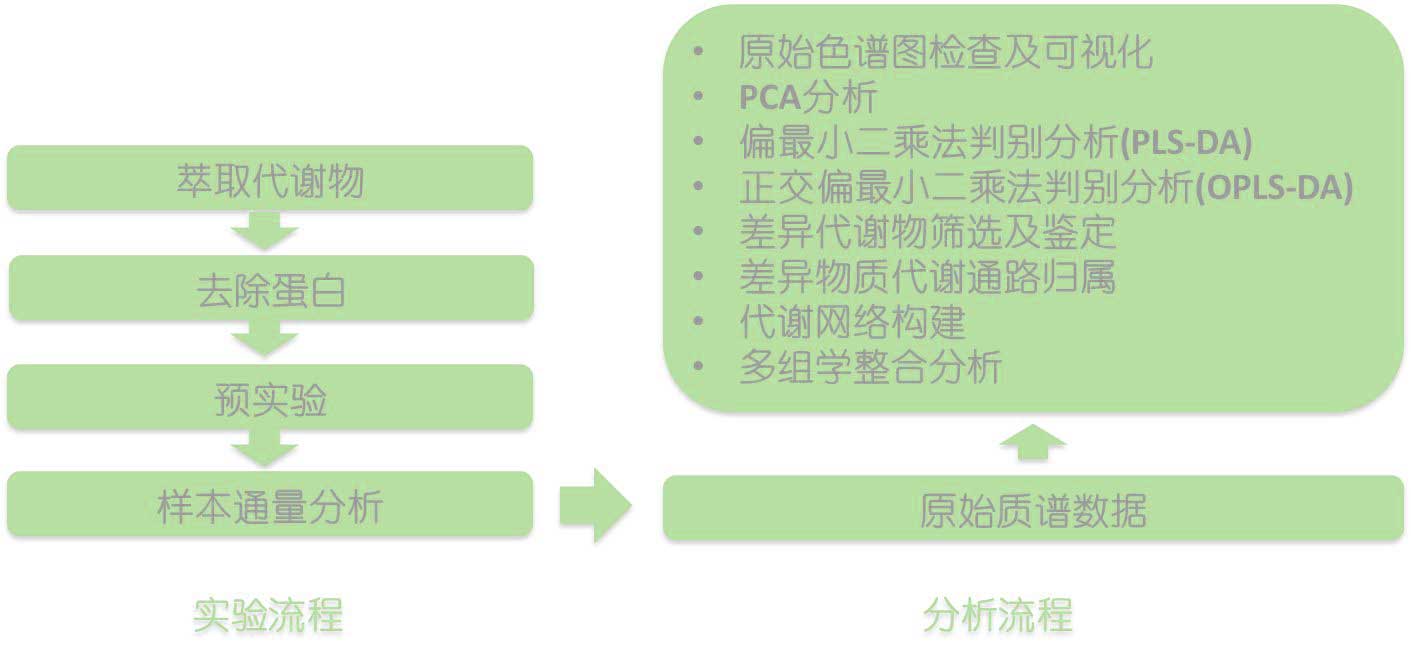 萃取代谢物
去除蛋白
预实验
样本通量分析
实验流程
• 原始色谱图检查及可视化
• PCA分析
• 偏最小二乘法判别分析(PLS-DA)
• 正交偏最小二乘法判别分析(OPLS-DA)
• 差异代谢物筛选及鉴定
• 差异物质代谢通路归属
• 代谢网络构建
• 多组学整合分析
原始质谱数据
分析流程